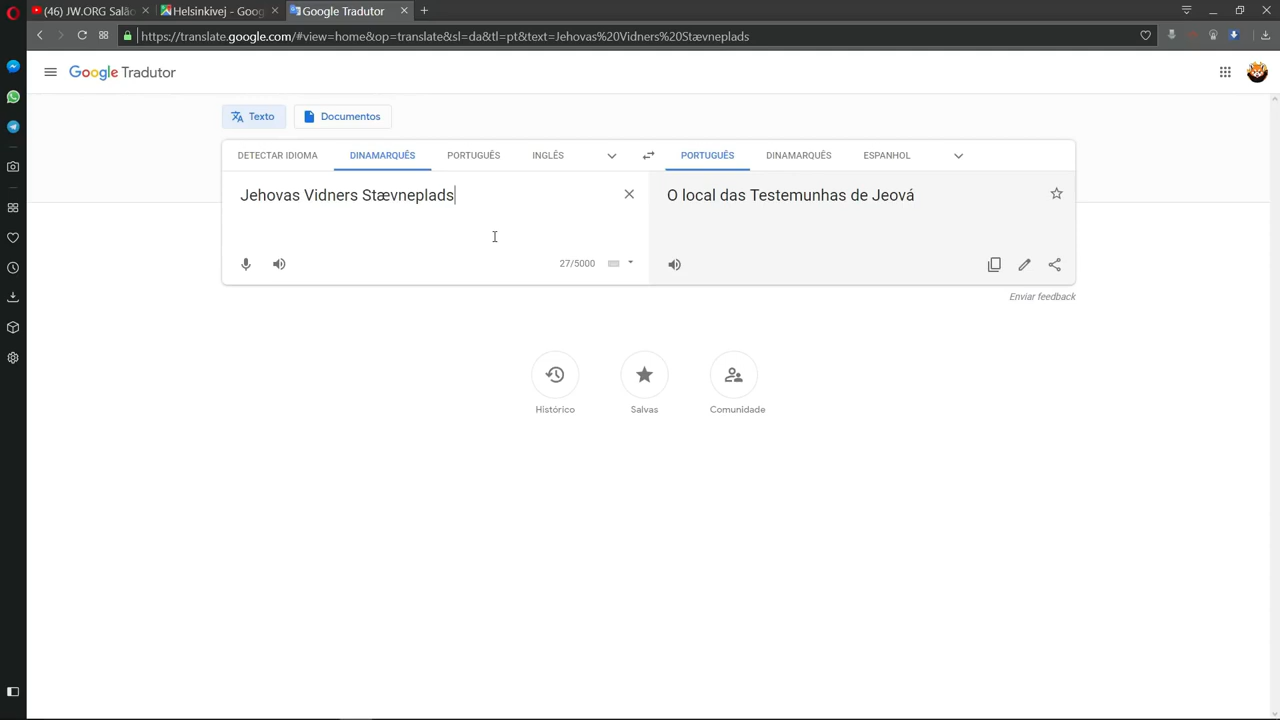 (46) JW.ORG Salão
Helsinkivej - Goog
Google Tradutor
https://translate.google.com/#view=home&op=translate&sl=da&tl=pt&text=Jehovas%20Vidners%20Stævneplads
Google Tradutor
Texto
Documentos
DETECTAR IDIOMA
DINAMARQUÊS
PORTUGUÊS
INGLÊS
PORTUGUÊS
DINAMARQUÊS
ESPANHOL
Jehovas Vidners Stævneplads
O local das Testemunhas de Jeová
27/5000
Enviar feedback
Histórico
Salvas
Comunidade